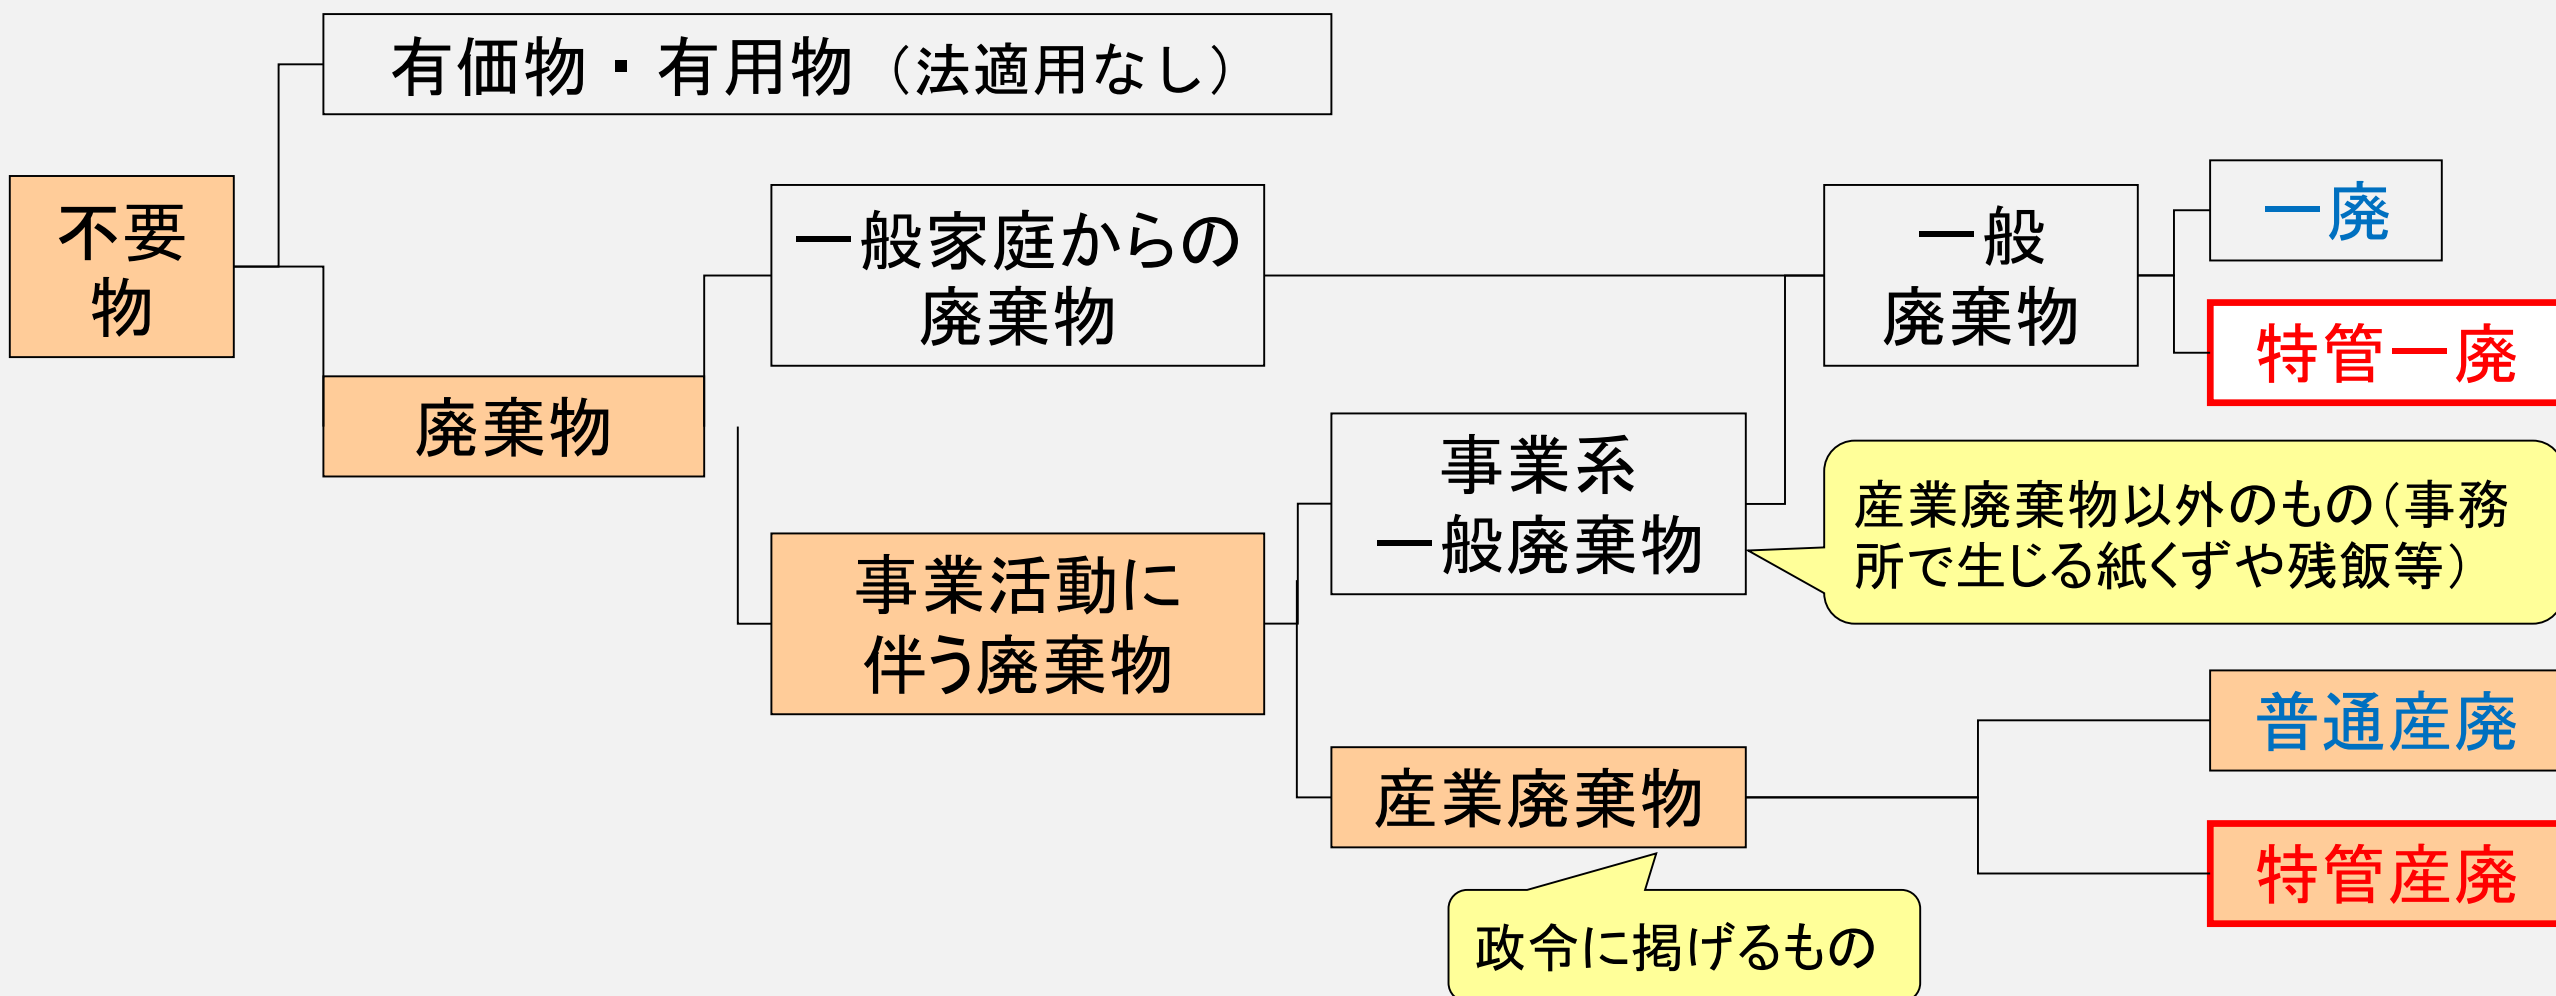 有価物・有用物（法適用なし）
不要
物
廃棄物
一般家庭からの
廃棄物
事業活動に
伴う廃棄物
一般
廃棄物
事業系
一般廃棄物
産業廃棄物
一廃
特管一廃
産業廃棄物以外のもの（事務
所で生じる紙くずや残飯等）
普通産廃
特管産廃
政令に掲げるもの